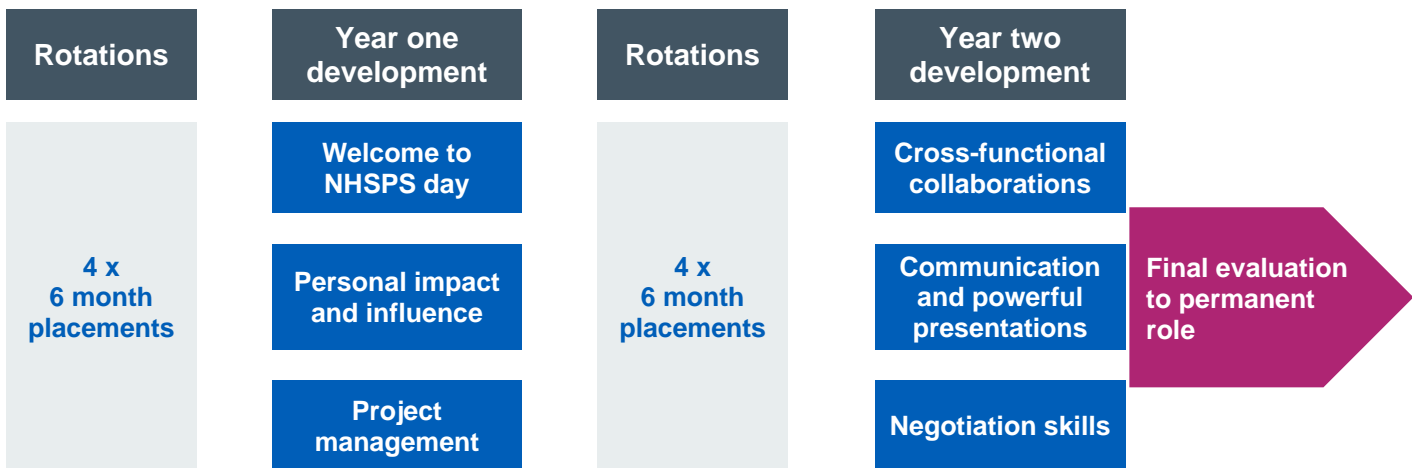 Rotations
Year one
development
Rotations
Year two
development
4 x
6 month
placements
Welcome to
NHSPS day
Personal impact
and influence
Project
management
4 x
6 month
placements
Cross-functional
collaborations
Communication
and powerful
presentations
Negotiation skills
Final evaluation
to permanent
role